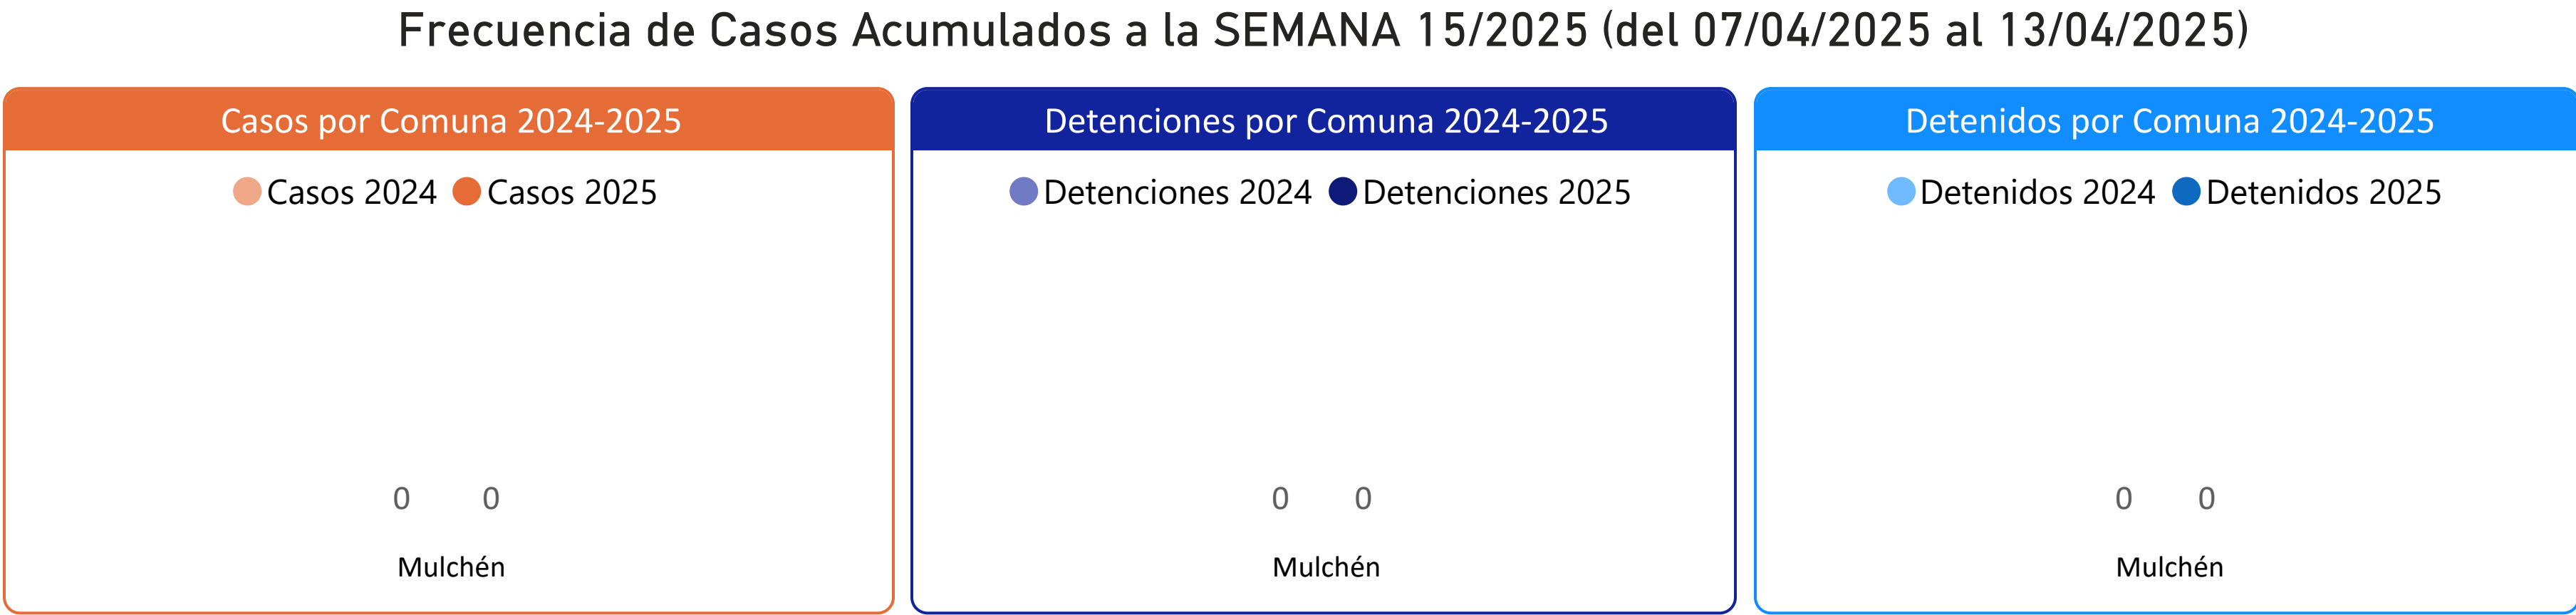 Frecuencia de Casos Acumulados a la SEMANA 15/2025 (del 07/04/2025 al 13/04/2025)
Casos por Comuna 2024-2025
Casos 2024 Casos 2025
0 0
Mulchén
Detenciones por Comuna 2024-2025
Detenciones 2024 Detenciones 2025
0 0
Mulchén
Detenidos por Comuna 2024-2025
Detenidos 2024 Detenidos 2025
0 0
Mulchén